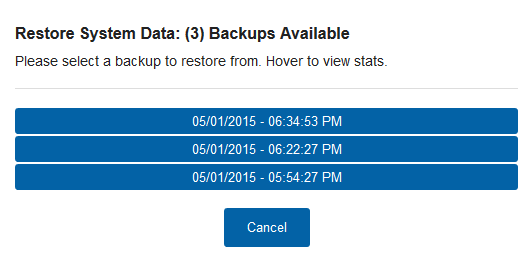 Restore System Data: (3) Backups Available
Please select a backup to restore from. Hover to view stats.
05/01/2015 - 06:34:53 PM
05/01/2015 - 06:22:27 PM
05/01/2015 - 05:54:27 PM
Cancel